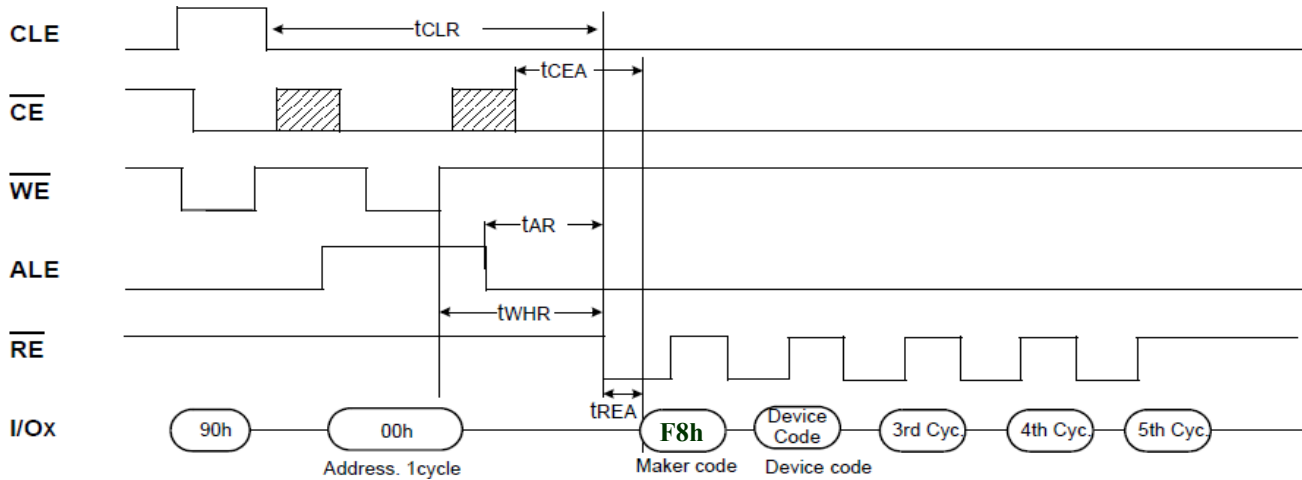 CLE
tCLR
tCEA
CE
WE
tAR
ALE
tWHR
RE
tREA
I/Ox
90h
00h
F8h
Device
Code
3rd Cyc.
4th Cyc.
5th Cyc.
Address. 1cycle
Maker code
Device code